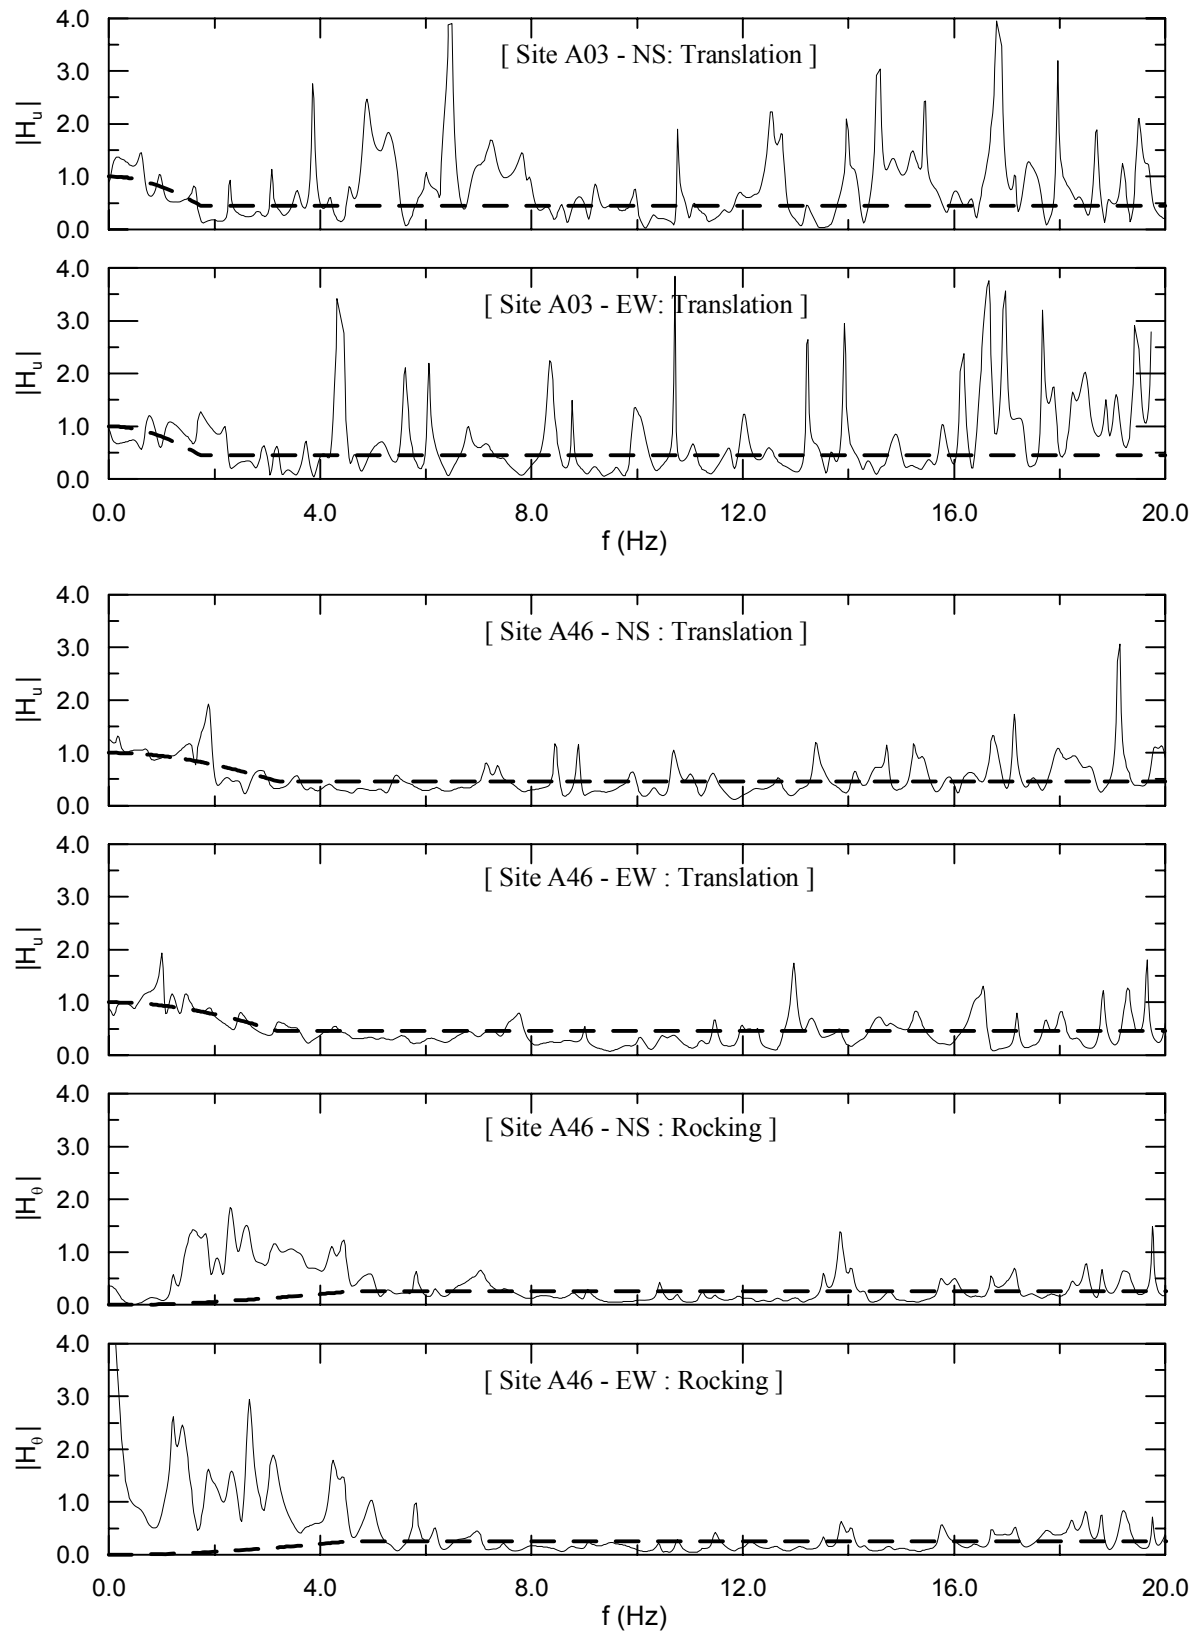 4.0
[ Site A03 - NS: Translation ]
3.0
|Hu|
2.0
1.0
0.0
4.0
[ Site A03 - EW: Translation ]
3.0
|Hu|
2.0
1.0
0.0
0.0 4.0 8.0 12.0 16.0 20.0
f (Hz)
4.0
[ Site A46 - NS : Translation ]
3.0
|Hu|
2.0
1.0
0.0
4.0
[ Site A46 - EW : Translation ]
3.0
|Hu|
2.0
1.0
0.0
4.0
[ Site A46 - NS : Rocking ]
3.0
|Hθ|
2.0
1.0
0.0
4.0
[ Site A46 - EW : Rocking ]
3.0
|Hθ|
2.0
1.0
0.0
0.0 4.0 8.0 12.0 16.0 20.0
f (Hz)